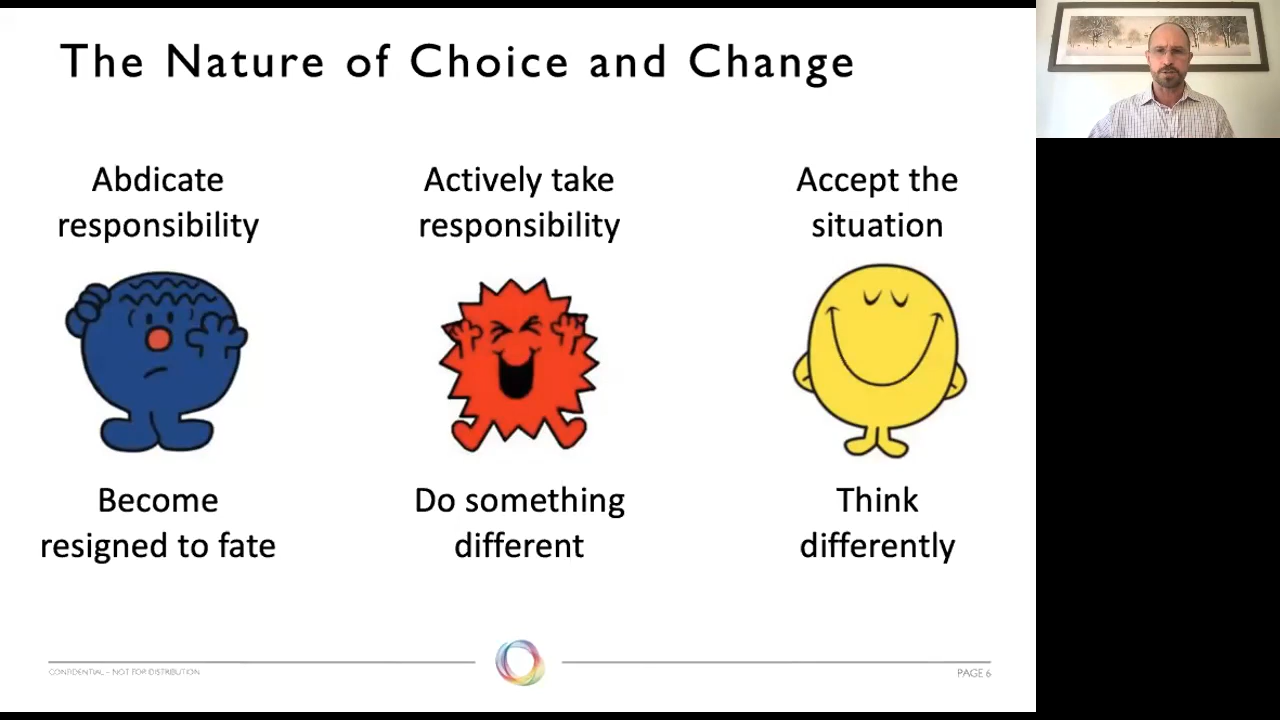 The Nature of Choice and Change
Abdicate
responsibility
Actively take
responsibility
Accept the
situation
Become
resigned to fate
Do something
different
Think
differently
CONFIDENTIAL – NOT FOR DISTRIBUTION
PAGE 6